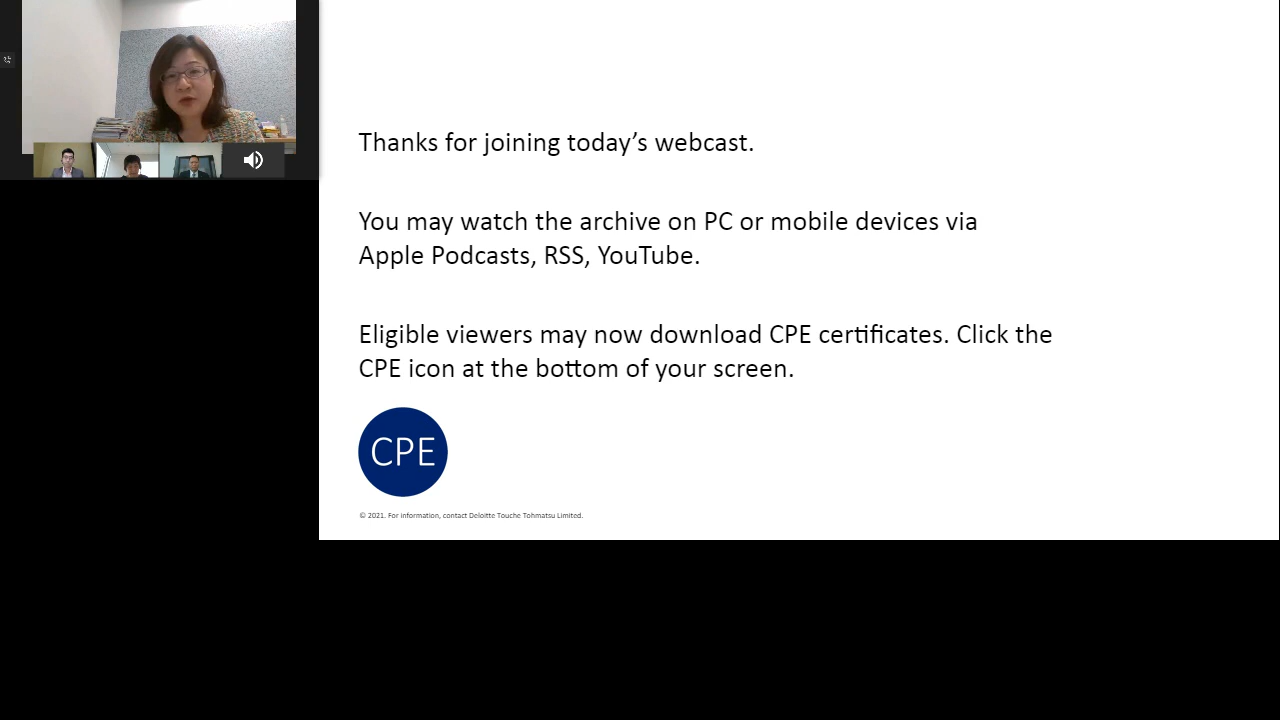 Thanks for joining today’s webcast.
You may watch the archive on PC or mobile devices via
Apple Podcasts, RSS, YouTube.
Eligible viewers may now download CPE certificates. Click the
CPE icon at the bottom of your screen.
CPE
© 2021. For information, contact Deloitte Touche Tohmatsu Limited.